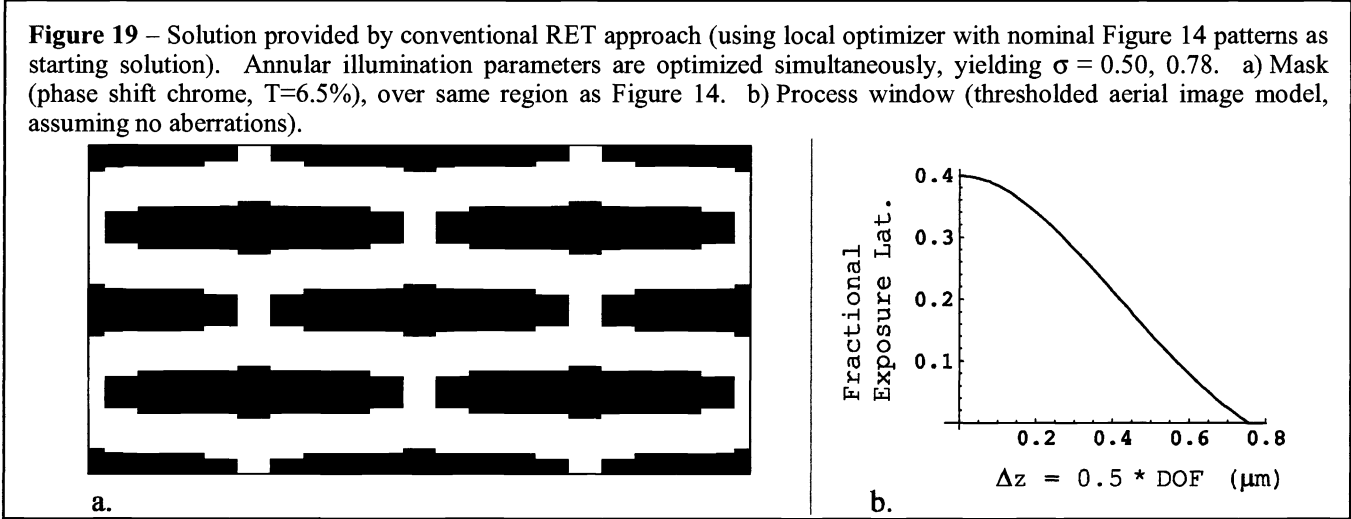 Figure 19 – Solution provided by conventional RET approach (using local optimizer with nominal Figure 14 patterns as
starting solution).  Annular illumination parameters are optimized simultaneously, yielding σ = 0.50, 0.78.  a) Mask
(phase shift chrome, T=6.5%), over same region as Figure 14.  b) Process window (thresholded aerial image model,
assuming no aberrations).
a.
Fractional
Exposure Lat.
0.4
0.3
0.2
0.1
0.2 0.4 0.6 0.8
Δz = 0.5 * DOF (μm)
b.